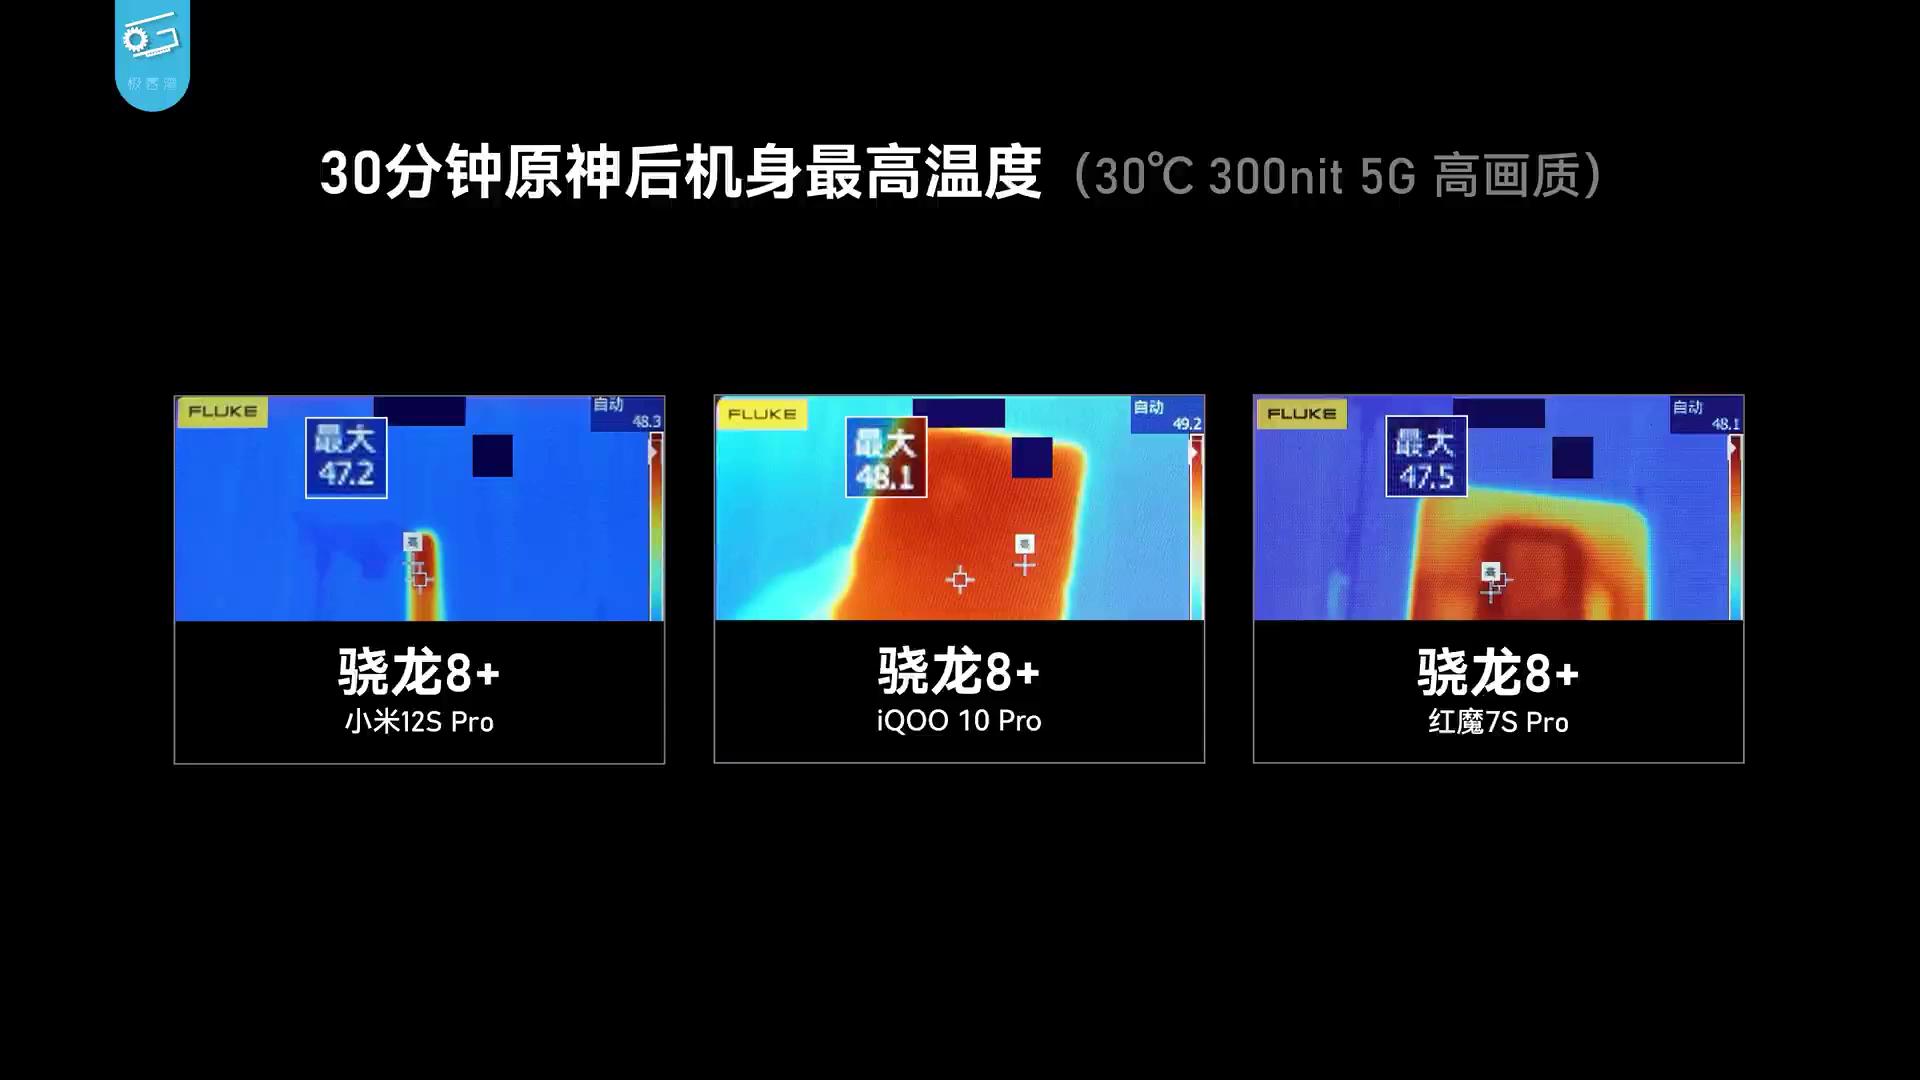 极客湾
30分钟原神后机身最高温度（30℃ 300nit 5G 高画质）
FLUKE
最大
47.2
自动
48.3
高
骁龙8+
小米12S Pro
FLUKE
最大
48.1
自动
49.2
高
骁龙8+
iQOO 10 Pro
FLUKE
最大
47.5
自动
48.1
高
骁龙8+
红魔7S Pro